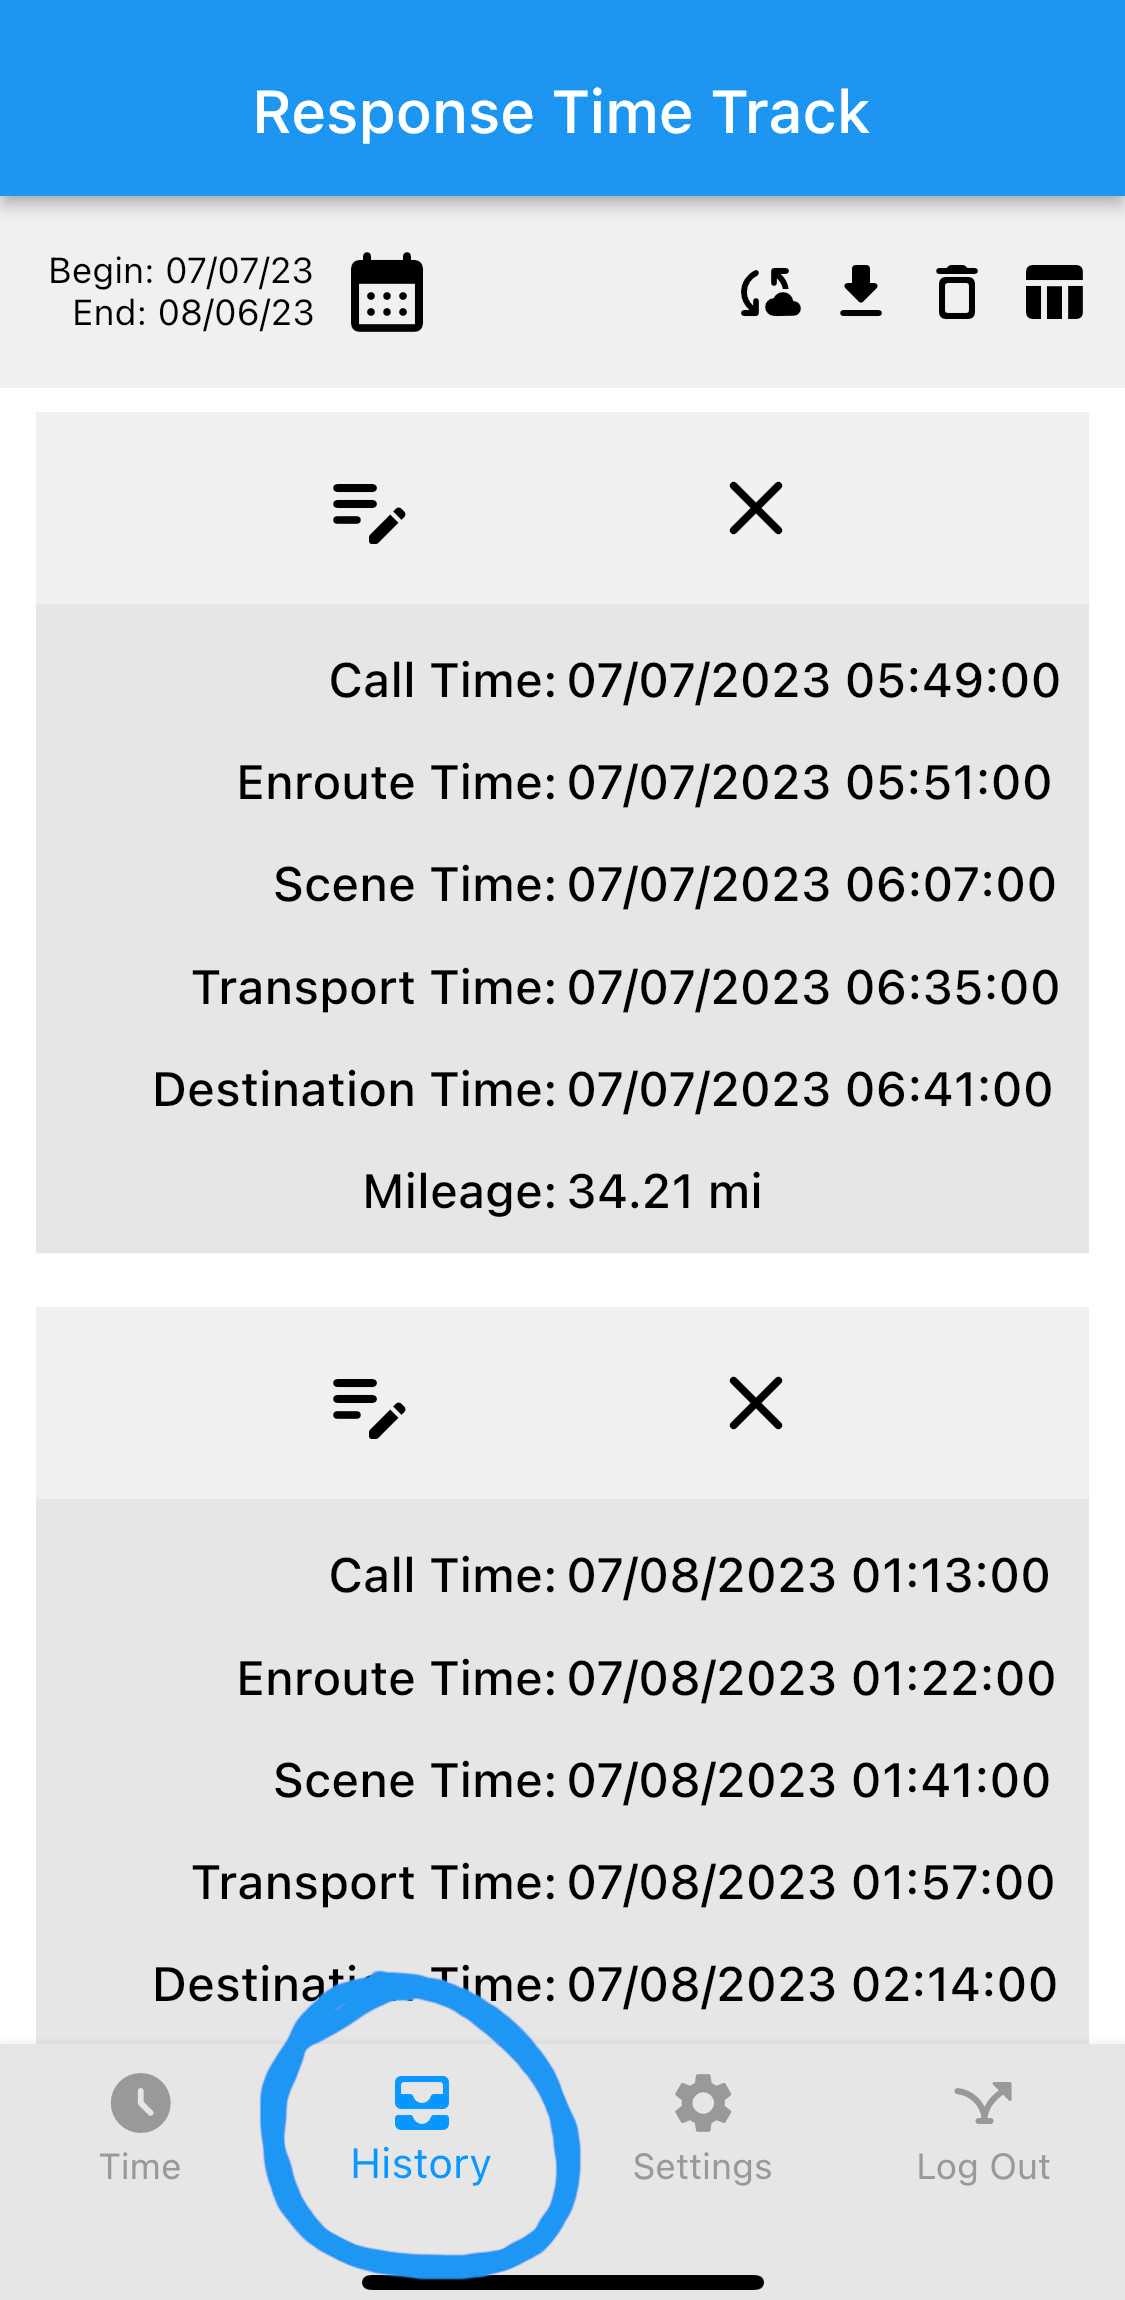 Response Time Track
Begin: 07/07/23
End: 08/06/23
Call Time: 07/07/2023 05:49:00
Enroute Time: 07/07/2023 05:51:00
Scene Time: 07/07/2023 06:07:00
Transport Time: 07/07/2023 06:35:00
Destination Time: 07/07/2023 06:41:00
Mileage: 34.21 mi
Call Time: 07/08/2023 01:13:00
Enroute Time: 07/08/2023 01:22:00
Scene Time: 07/08/2023 01:41:00
Transport Time: 07/08/2023 01:57:00
Destination Time: 07/08/2023 02:14:00
Time History Settings Log Out